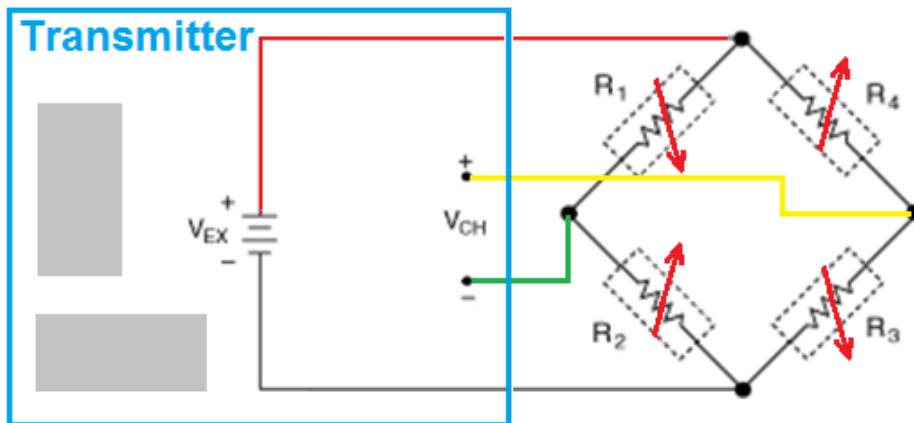 Transmitter
R1
R4
+
VEX
−
+
VCH
−
R2
R3